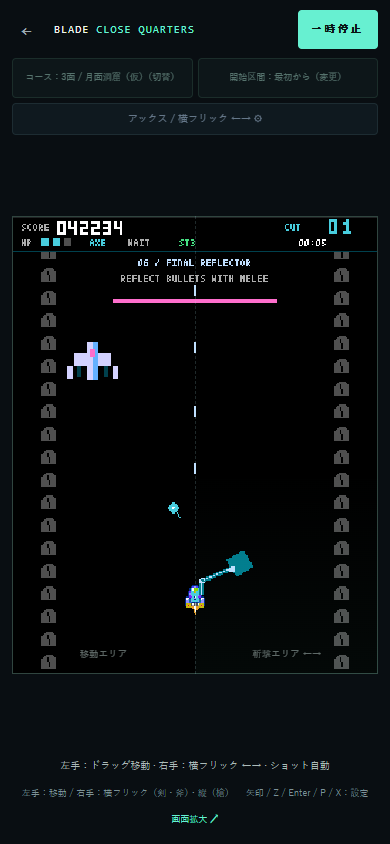 ← BLADE CLOSE QUARTERS 一時停止
コース：3面 / 月面洞窟（仮）（切替） 開始区間：最初から（変更）
アックス / 横フリック ←→ ⚙
SCORE 042234 CUT 01
HP AXE WAIT ST3 00:05
06 / FINAL REFLECTOR
REFLECT BULLETS WITH MELEE
移動エリア 斬撃エリア ←→
左手：ドラッグ移動・右手：横フリック ←→・ショット自動
左手：移動 / 右手：横フリック（剣・斧）・縦（槍） 矢印 / Z / Enter / P / X：設定
画面拡大 ⤢